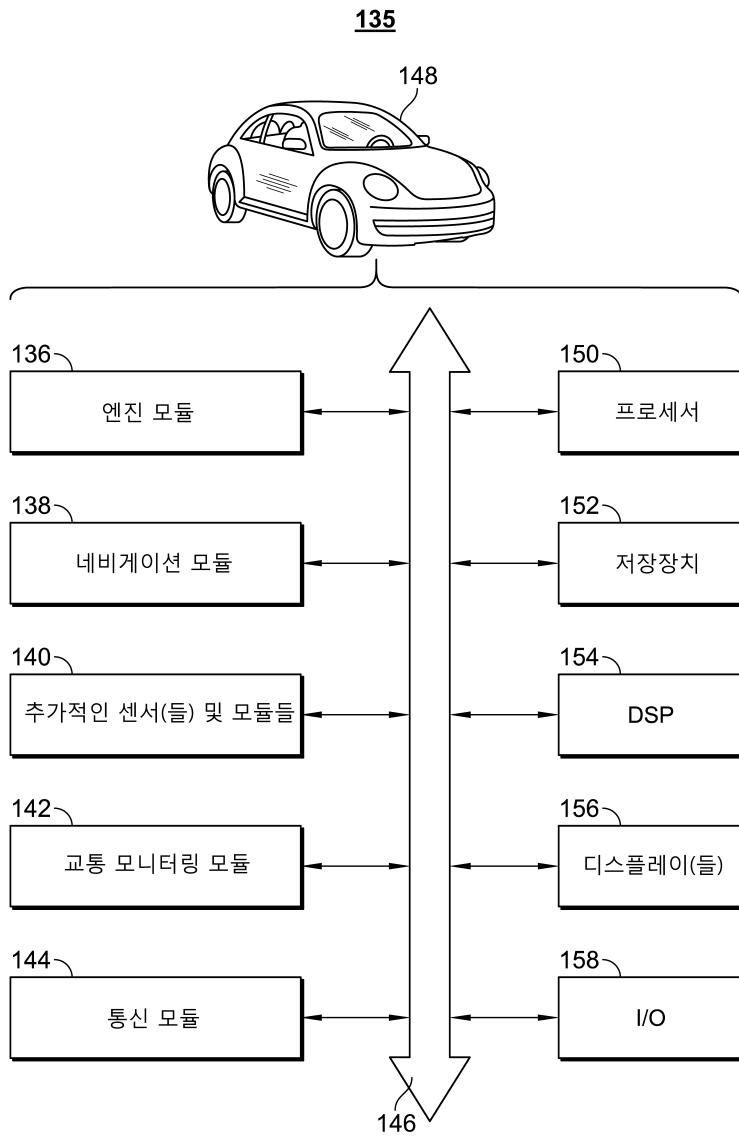 135
148
136
엔진 모듈
150
프로세서
138
네비게이션 모듈
152
저장장치
140
추가적인 센서(들) 및 모듈들
154
DSP
142
교통 모니터링 모듈
156
디스플레이(들)
144
통신 모듈
158
I/O
146